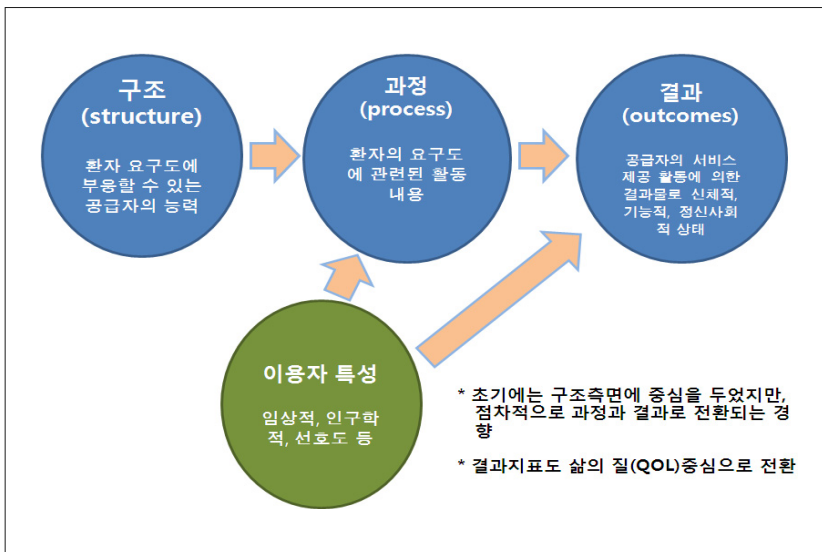 구조
(structure)
환자 요구도에
부응할 수 있는
공급자의 능력
과정
(process)
환자의 요구도
에 관련된 활동
내용
결과
(outcomes)
공급자의 서비스
제공 활동에 의한
결과물로 신체적,
기능적, 정신사회
적 상태
이용자 특성
임상적, 인구학
적, 선호도 등
* 초기에는 구조측면에 중심을 두었지만,
점차적으로 과정과 결과로 전환되는 경
향
* 결과지표도 삶의 질(QOL)중심으로 전환